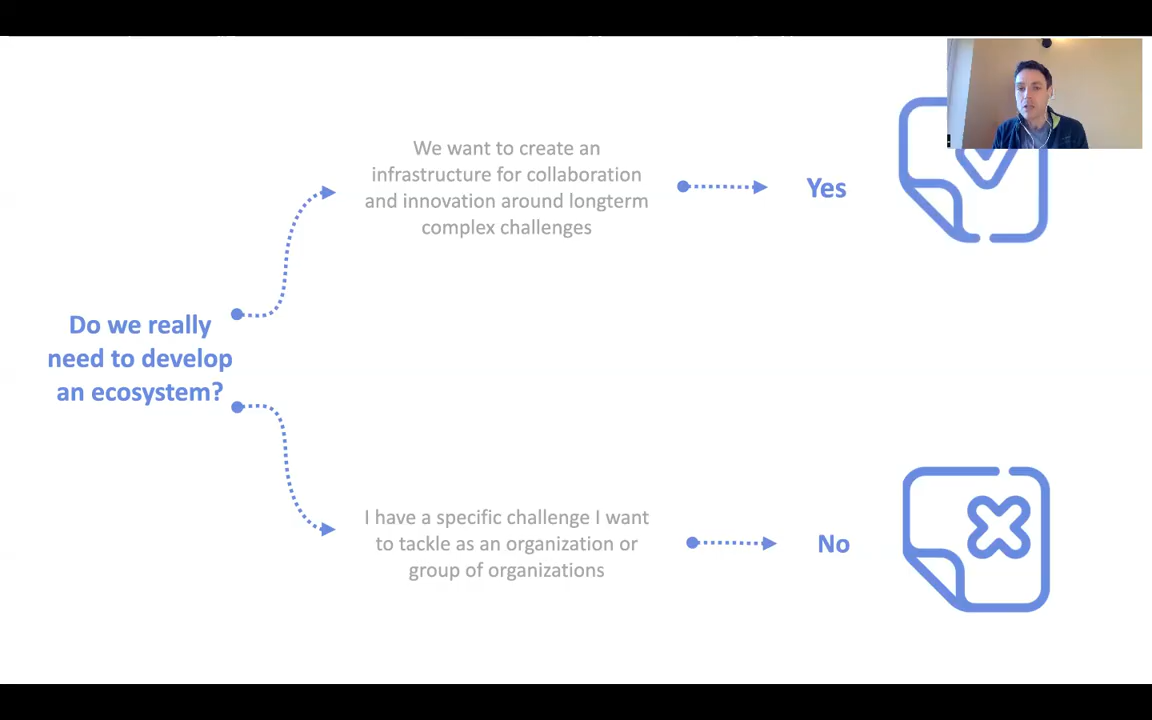 We want to create an
infrastructure for collaboration
and innovation around longterm
complex challenges
Yes
Do we really
need to develop
an ecosystem?
I have a specific challenge I want
to tackle as an organization or
group of organizations
No